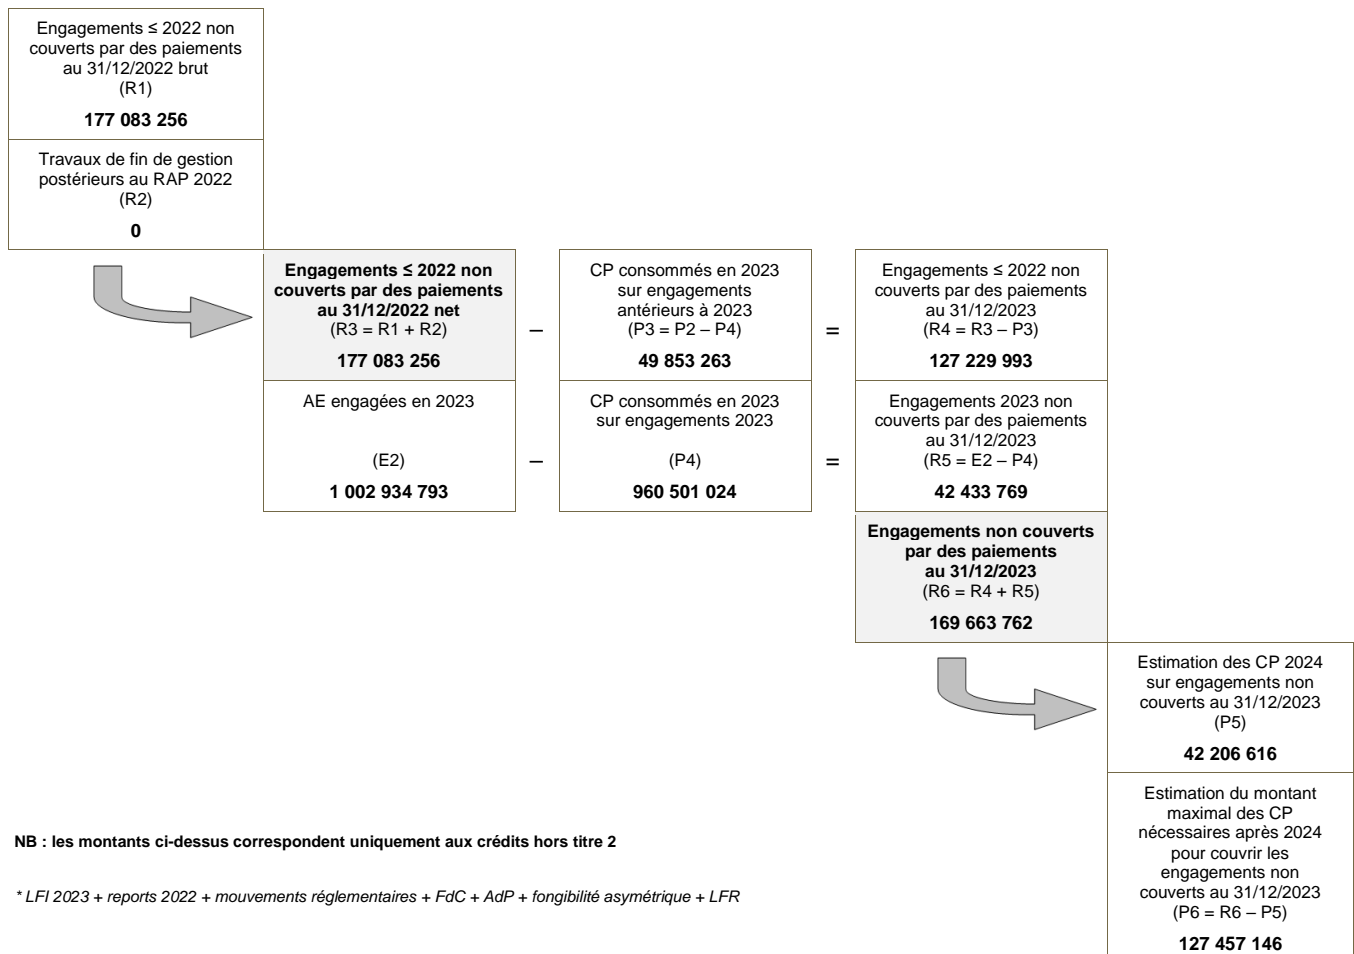 Engagements ≤ 2022 non
couverts par des paiements
au 31/12/2022 brut
(R1)
177 083 256
Travaux de fin de gestion
postérieurs au RAP 2022
(R2)
0
Engagements ≤ 2022 non
couverts par des paiements
au 31/12/2022 net
(R3 = R1 + R2)
177 083 256
–
CP consommés en 2023
sur engagements
antérieurs à 2023
(P3 = P2 – P4)
49 853 263
=
Engagements ≤ 2022 non
couverts par des paiements
au 31/12/2023
(R4 = R3 – P3)
127 229 993
AE engagées en 2023
(E2)
1 002 934 793
–
CP consommés en 2023
sur engagements 2023
(P4)
960 501 024
=
Engagements 2023 non
couverts par des paiements
au 31/12/2023
(R5 = E2 – P4)
42 433 769
Engagements non couverts
par des paiements
au 31/12/2023
(R6 = R4 + R5)
169 663 762
Estimation des CP 2024
sur engagements non
couverts au 31/12/2023
(P5)
42 206 616
Estimation du montant
maximal des CP
nécessaires après 2024
pour couvrir les
engagements non
couverts au 31/12/2023
(P6 = R6 – P5)
127 457 146
NB : les montants ci-dessus correspondent uniquement aux crédits hors titre 2
* LFI 2023 + reports 2022 + mouvements réglementaires + FdC + AdP + fongibilité asymétrique + LFR